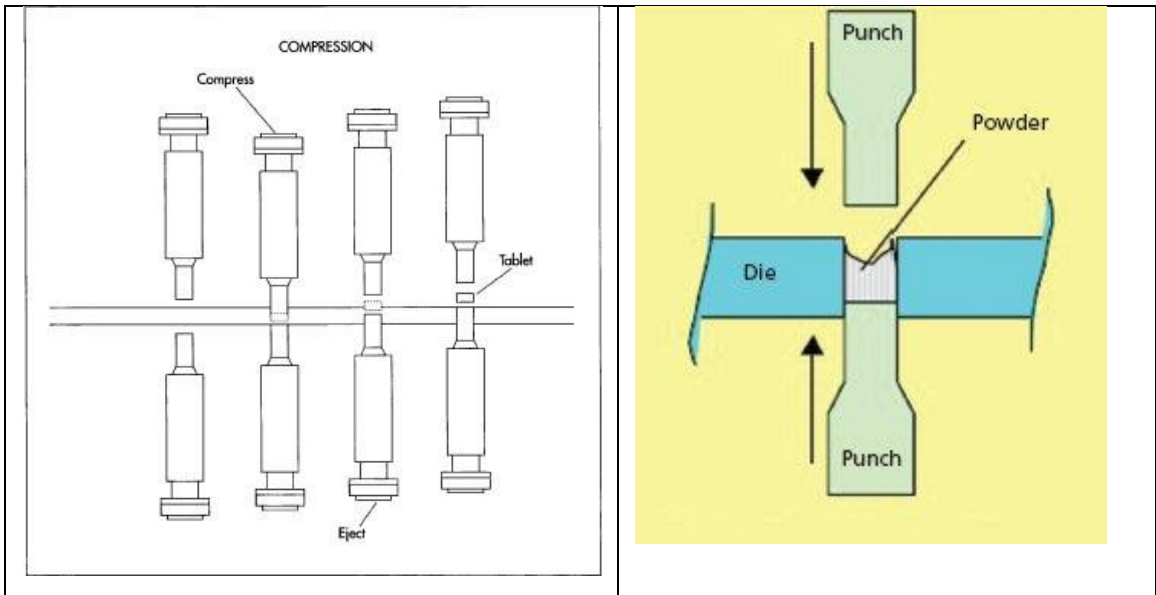 COMPRESSION
Compress
Tablet
Eject
Punch
Powder
Die
Punch